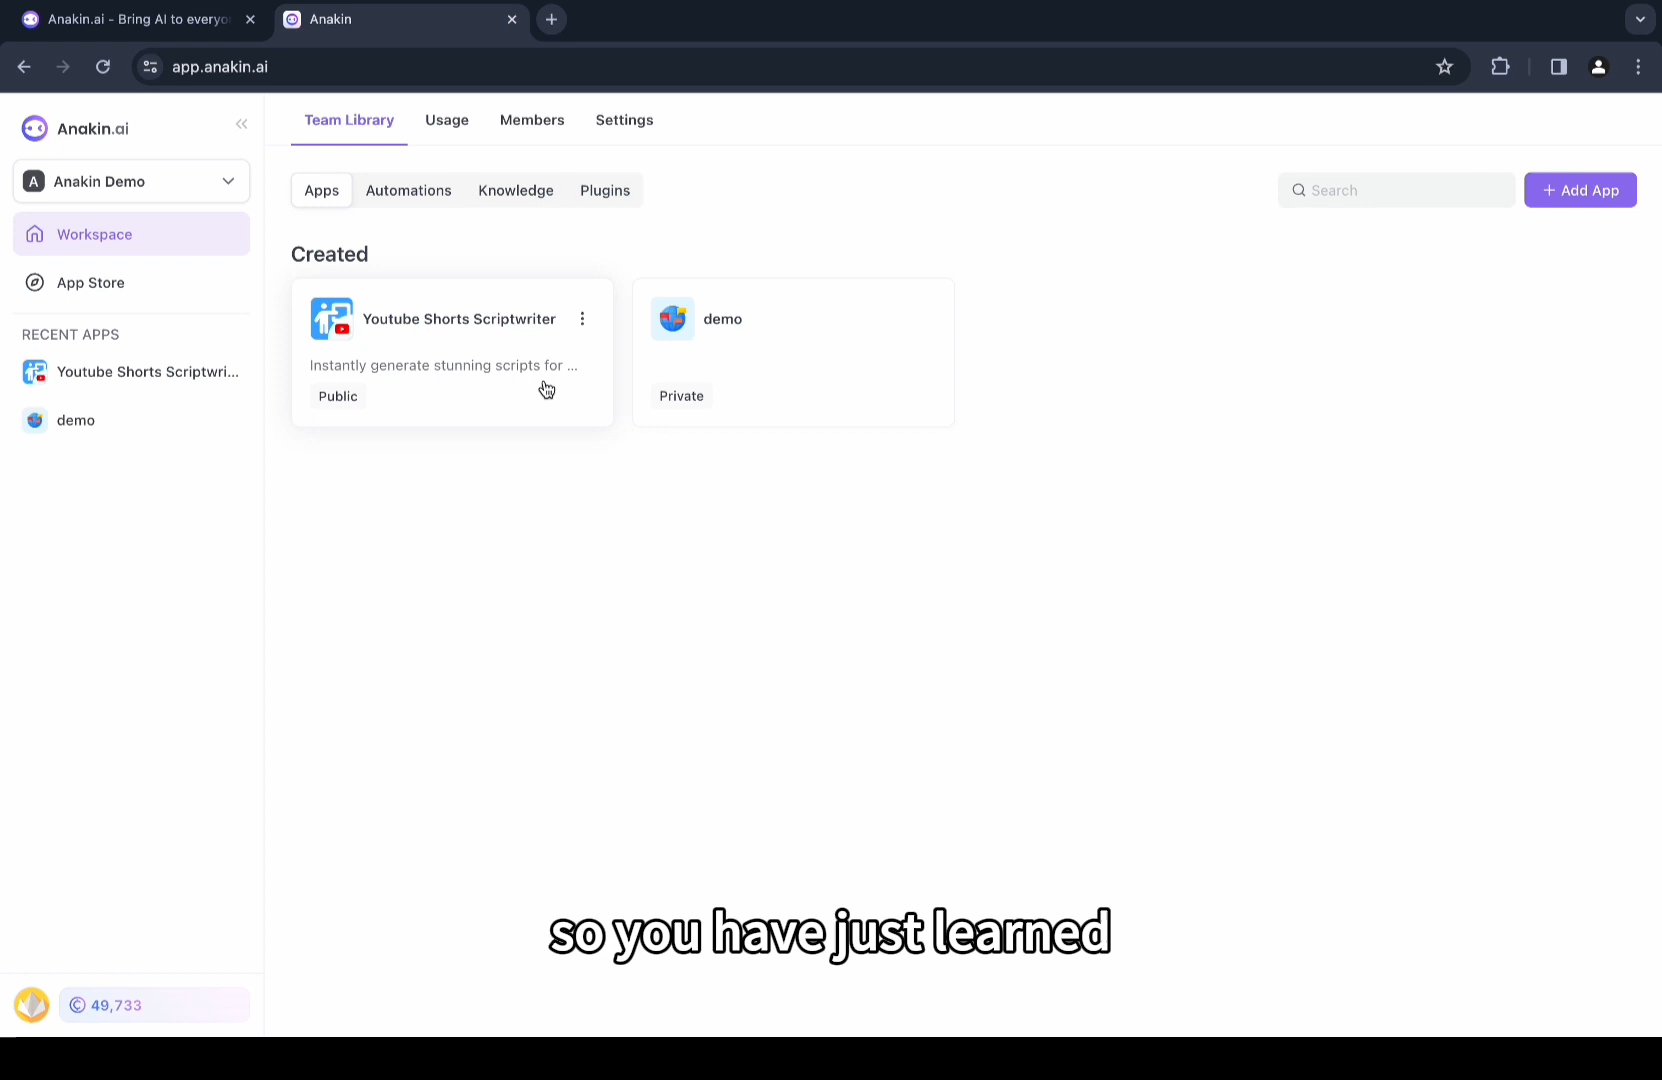 Anakin.ai - Bring AI to everyo
Anakin
app.anakin.ai
Anakin.ai
A Anakin Demo
Workspace
App Store
RECENT APPS
Youtube Shorts Scriptwri...
demo
49,733
Team Library Usage Members Settings
Apps Automations Knowledge Plugins
Search
+ Add App
Created
Youtube Shorts Scriptwriter
Instantly generate stunning scripts for ...
Public
demo
Private
so you have just learned